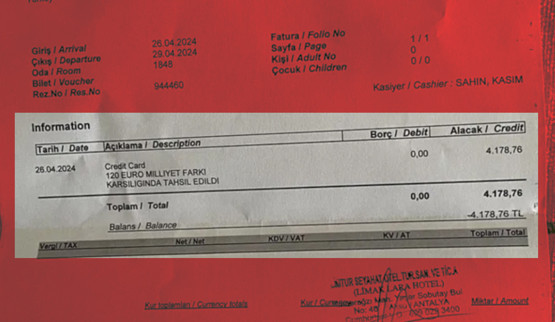 Giriş / Arrival 26.04.2024 Fatura / Folio No 1 / 1
Çıkış / Departure 29.04.2024 Sayfa / Page 0
Oda / Room 1848 Kişi / Adult No 0 / 0
Bilet / Voucher Çocuk / Children
Rez.No / Res.No 944460 Kasiyer / Cashier : SAHIN, KASIM
Information
Tarih / Date Açıklama / Description Borç / Debit Alacak / Credit
26.04.2024 Credit Card 0,00 4.178,76
120 EURO MILLIYET FARKI
KARSILIGINDA TAHSIL EDILDI
Toplam / Total 0,00 4.178,76
Balans / Balance -4.178,76 TL
Vergi / TAX Net / Net KDV / VAT KV / AT Toplam / Total
(LİMAK LARA HOTEL)
Kur toplamları / Currency totals Kur / Miktar / Amount
ANTALYA